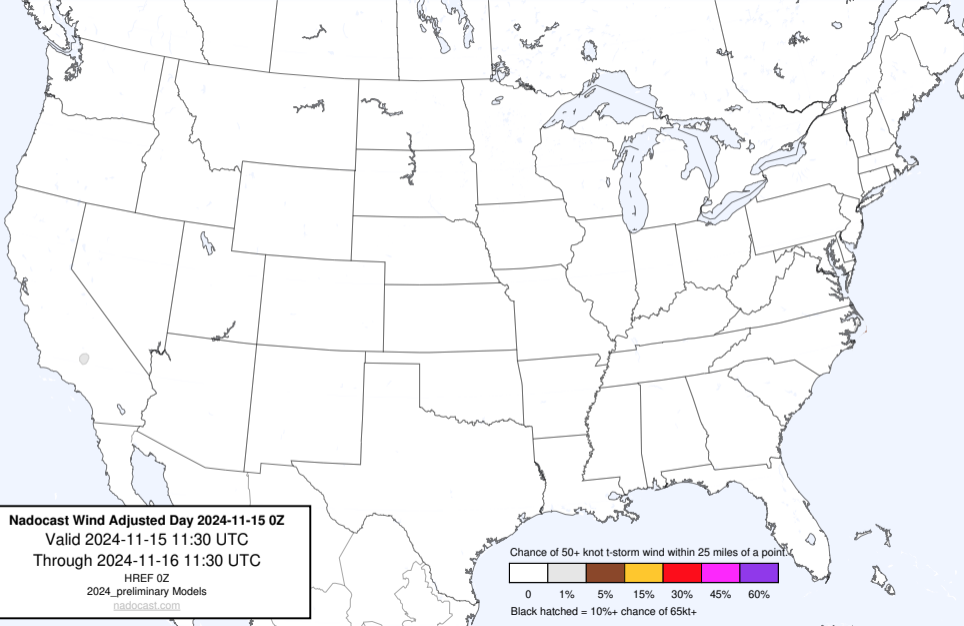 Nadocast Wind Adjusted Day 2024-11-15 0Z
Valid 2024-11-15 11:30 UTC
Through 2024-11-16 11:30 UTC
HREF 0Z
2024_preliminary Models
nadocast.com
Chance of 50+ knot t-storm wind within 25 miles of a point.
0 1% 5% 15% 30% 45% 60%
Black hatched = 10%+ chance of 65kt+